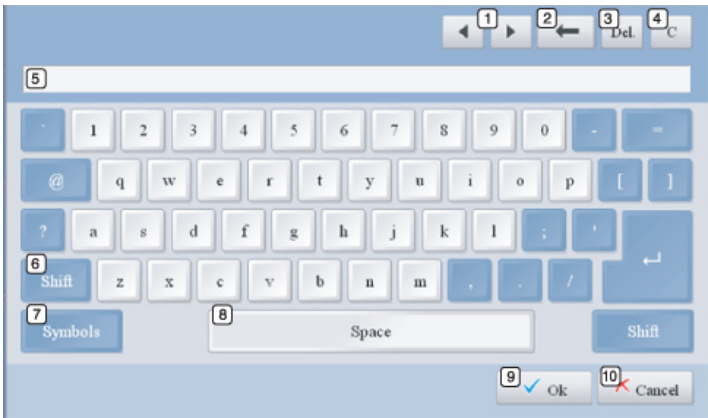 1 2 3 Del. 4 C
5
` 1 2 3 4 5 6 7 8 9 0 - =
@ q w e r t y u i o p [ ]
? a s d f g h j k l ; '
6 Shift z x c v b n m , . /
7 Symbols 8 Space Shift
9 Ok 10 Cancel